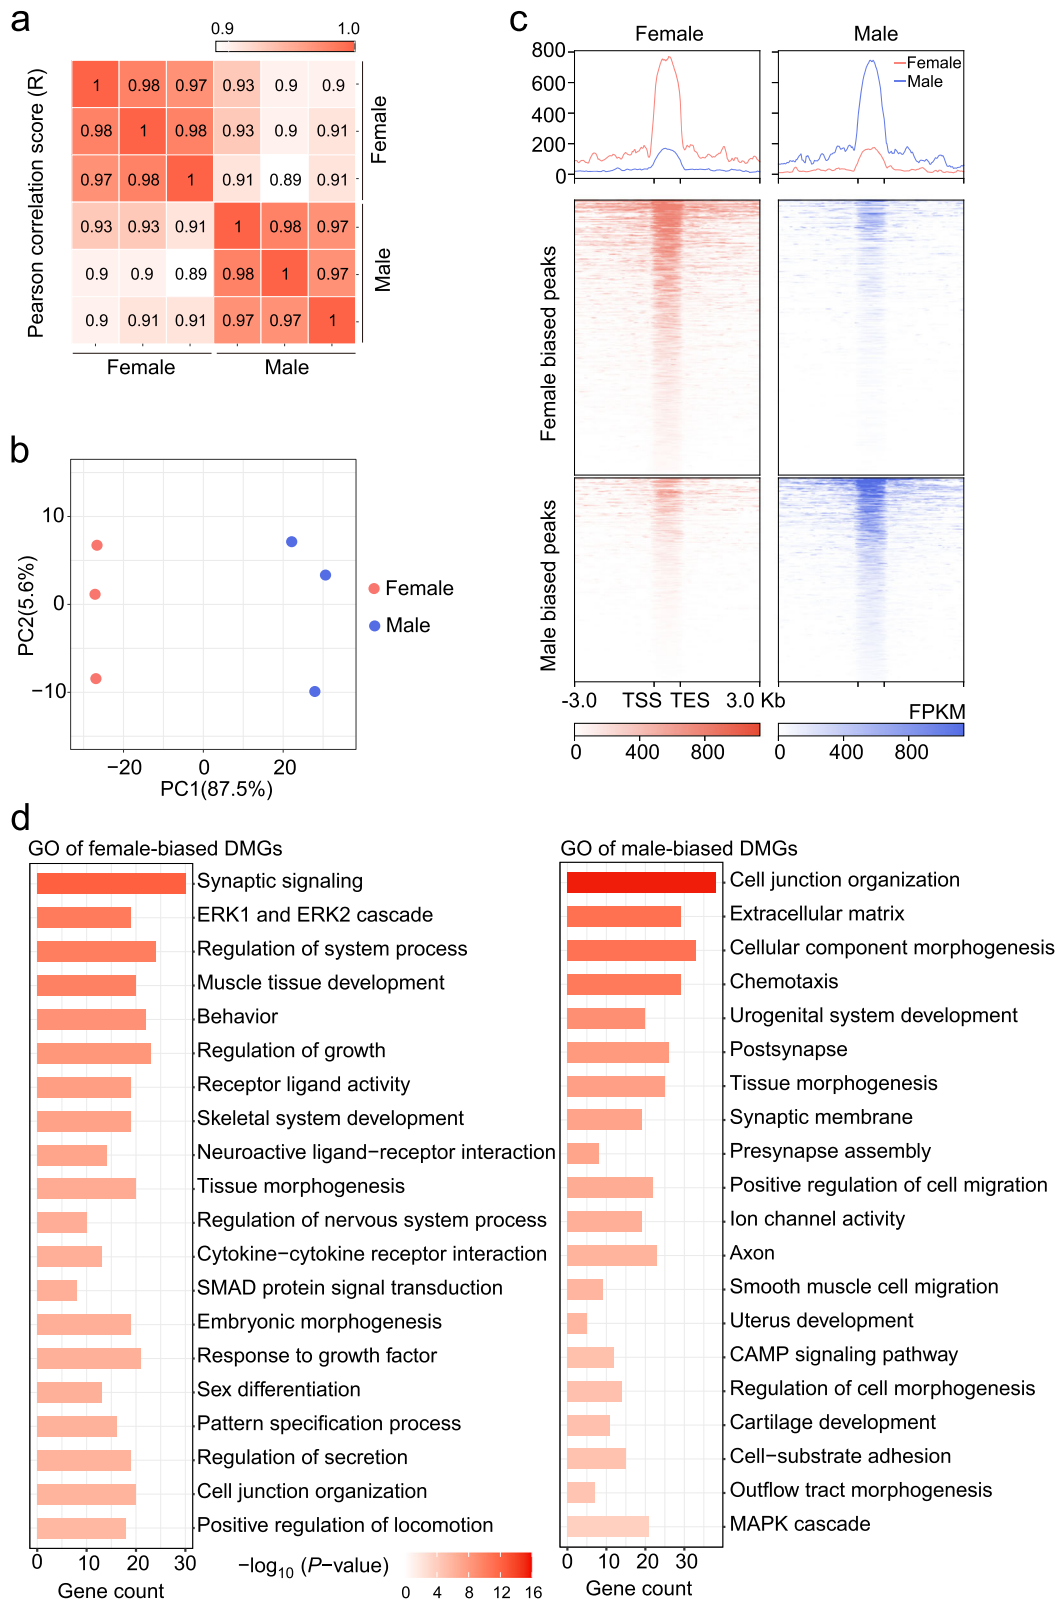 a
0.9 1.0
Pearson correlation score (R)
1 0.98 0.97 0.93 0.9 0.9
0.98 1 0.98 0.93 0.9 0.91
0.97 0.98 1 0.91 0.89 0.91
0.93 0.93 0.91 1 0.98 0.97
0.9 0.9 0.89 0.98 1 0.97
0.9 0.91 0.91 0.97 0.97 1
Female
Male
Female Male
b
PC2(5.6%)
10
0
−10
−20 0 20
PC1(87.5%)
Female
Male
c
Female Male
800
600
400
200
0
Female
Male
Female biased peaks
Male biased peaks
-3.0 TSS TES 3.0 Kb
FPKM
0 400 800
0 400 800
d
GO of female-biased DMGs
Synaptic signaling
ERK1 and ERK2 cascade
Regulation of system process
Muscle tissue development
Behavior
Regulation of growth
Receptor ligand activity
Skeletal system development
Neuroactive ligand−receptor interaction
Tissue morphogenesis
Regulation of nervous system process
Cytokine−cytokine receptor interaction
SMAD protein signal transduction
Embryonic morphogenesis
Response to growth factor
Sex differentiation
Pattern specification process
Regulation of secretion
Cell junction organization
Positive regulation of locomotion
0 10 20 30
Gene count
−log10 (P−value)
0 4 8 12 16
GO of male-biased DMGs
Cell junction organization
Extracellular matrix
Cellular component morphogenesis
Chemotaxis
Urogenital system development
Postsynapse
Tissue morphogenesis
Synaptic membrane
Presynapse assembly
Positive regulation of cell migration
Ion channel activity
Axon
Smooth muscle cell migration
Uterus development
CAMP signaling pathway
Regulation of cell morphogenesis
Cartilage development
Cell−substrate adhesion
Outflow tract morphogenesis
MAPK cascade
0 10 20 30
Gene count